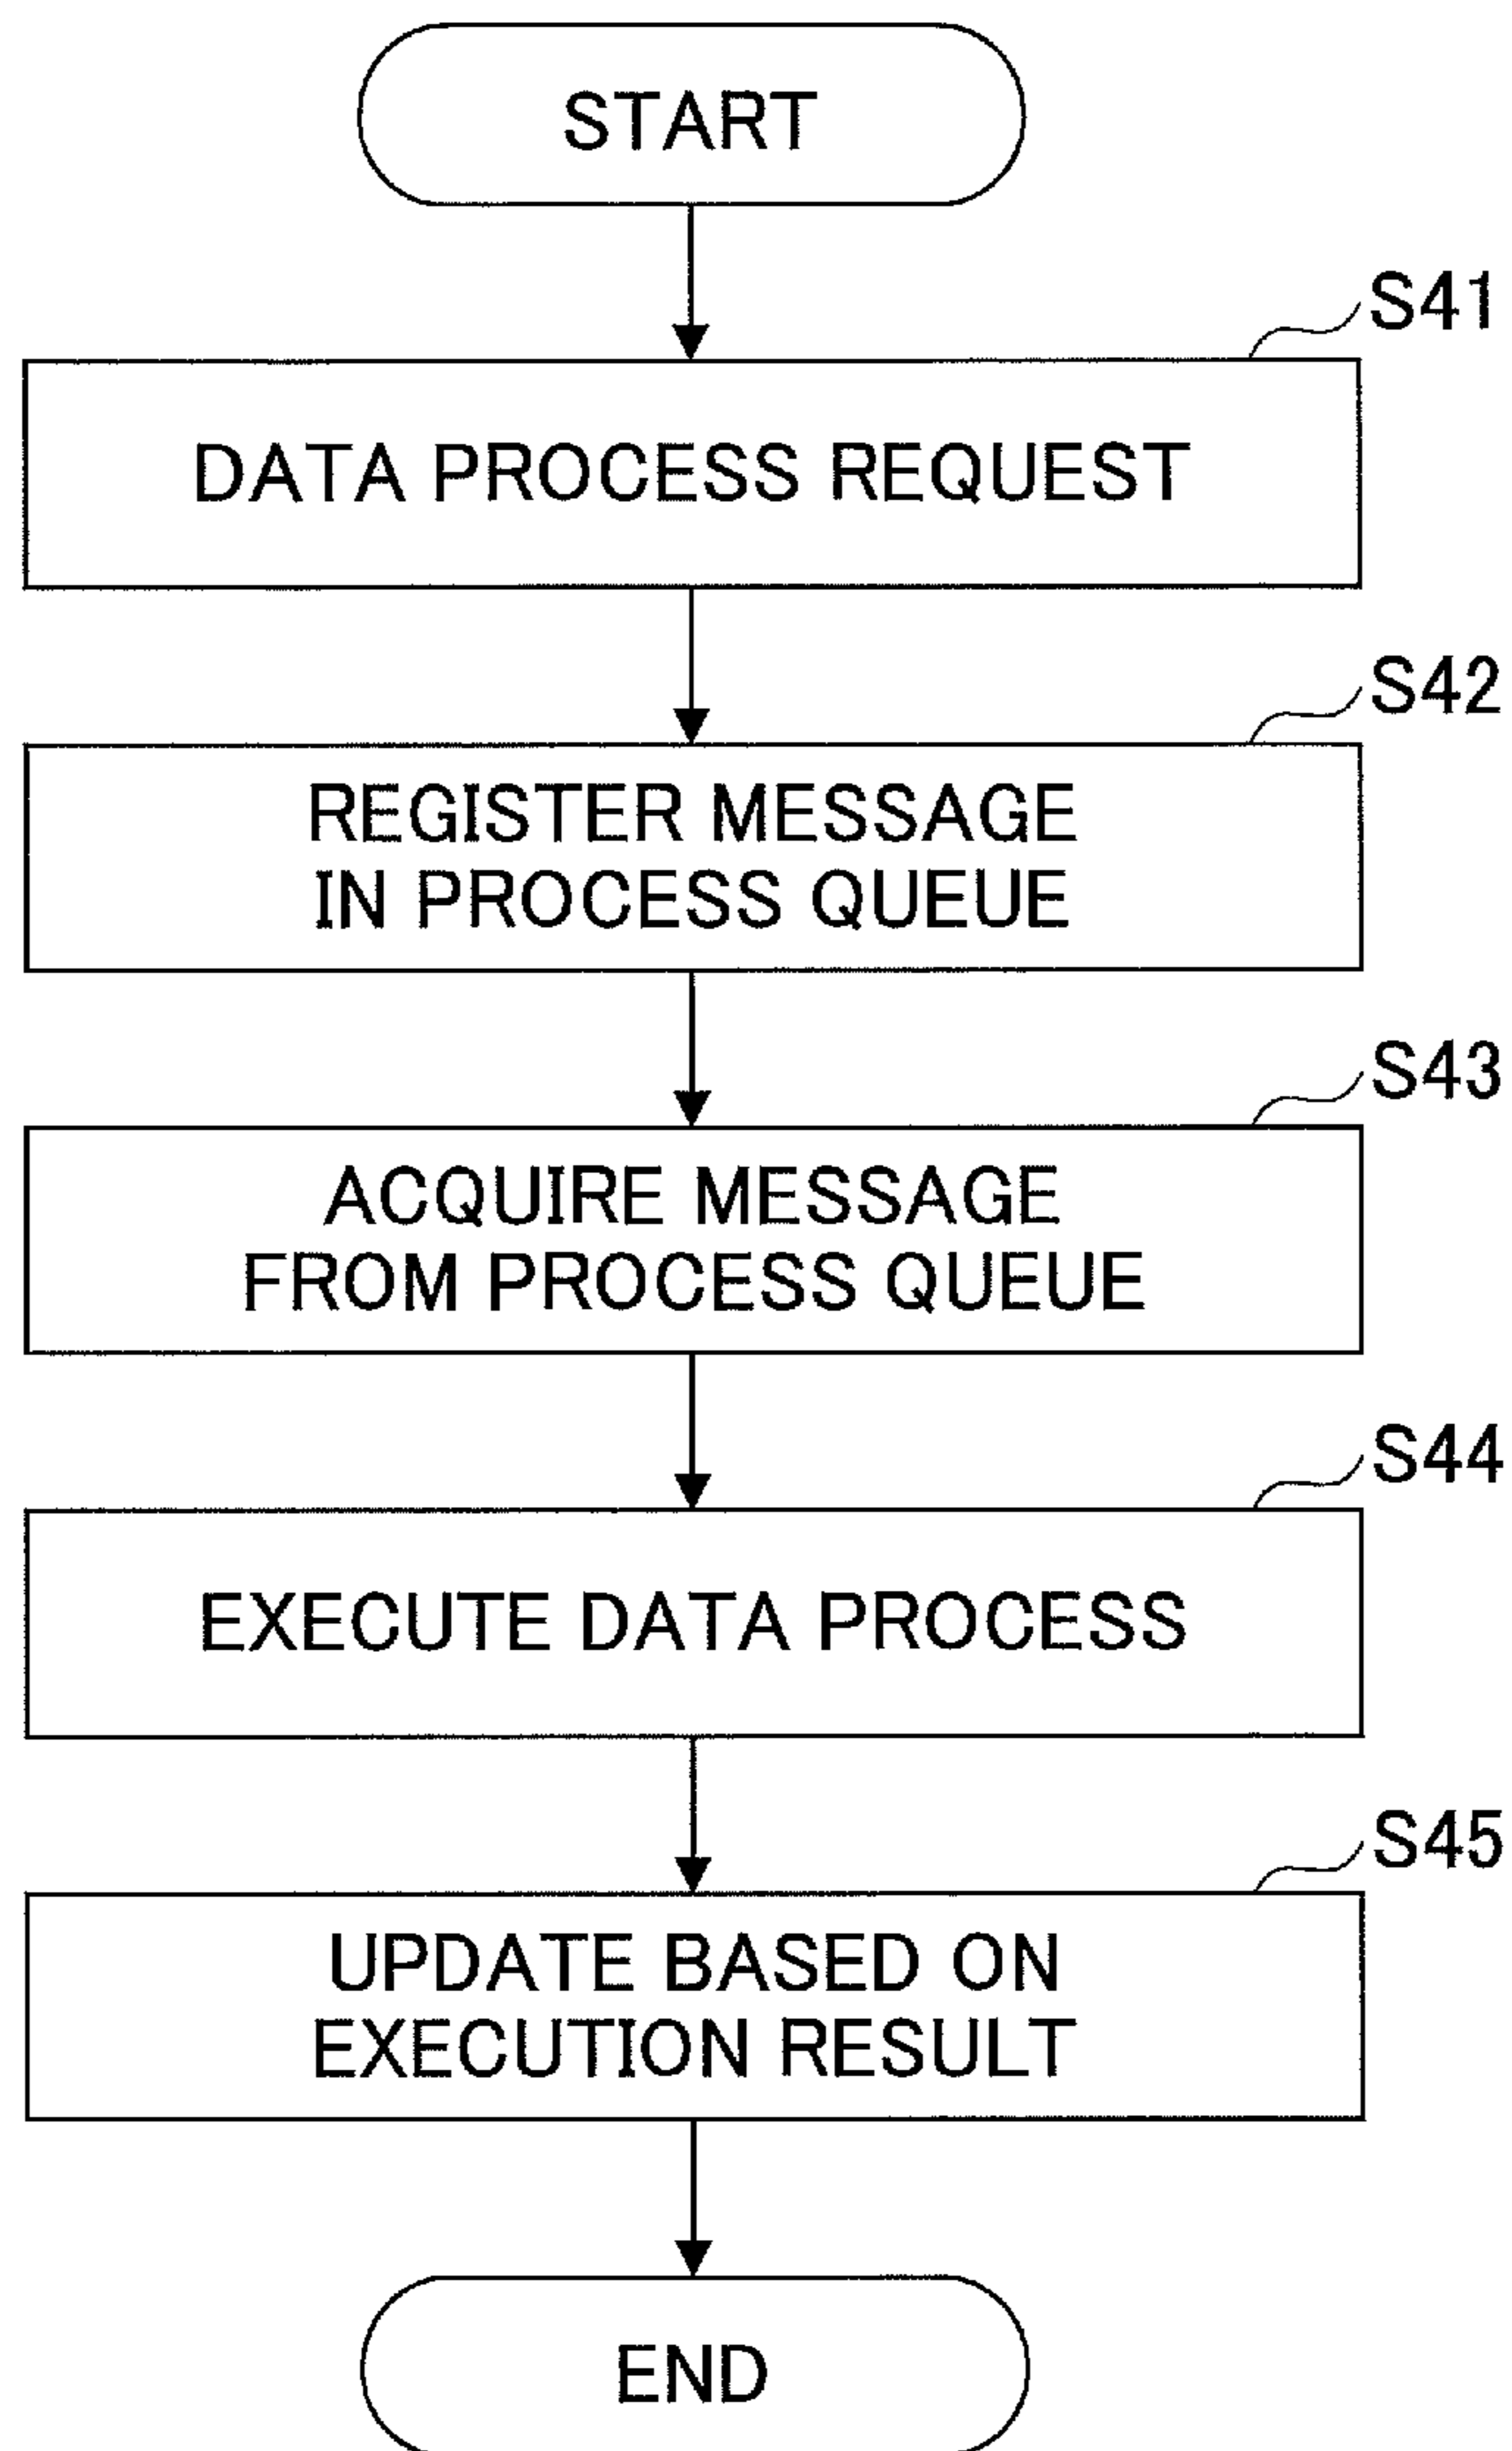 START
S41
DATA PROCESS REQUEST
S42
REGISTER MESSAGE
IN PROCESS QUEUE
S43
ACQUIRE MESSAGE
FROM PROCESS QUEUE
S44
EXECUTE DATA PROCESS
S45
UPDATE BASED ON
EXECUTION RESULT
END